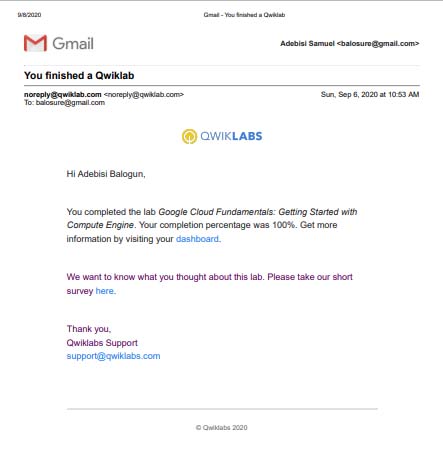 9/8/2020
Gmail - You finished a Qwiklab
Gmail
Adebisi Samuel <balosure@gmail.com>
You finished a Qwiklab
noreply@qwiklab.com <noreply@qwiklab.com>
Sun, Sep 6, 2020 at 10:53 AM
To: balosure@gmail.com
QWIKLABS
Hi Adebisi Balogun,
You completed the lab Google Cloud Fundamentals: Getting Started with
Compute Engine. Your completion percentage was 100%. Get more
information by visiting your dashboard.
We want to know what you thought about this lab. Please take our short
survey here.
Thank you,
Qwiklabs Support
support@qwiklabs.com
© Qwiklabs 2020